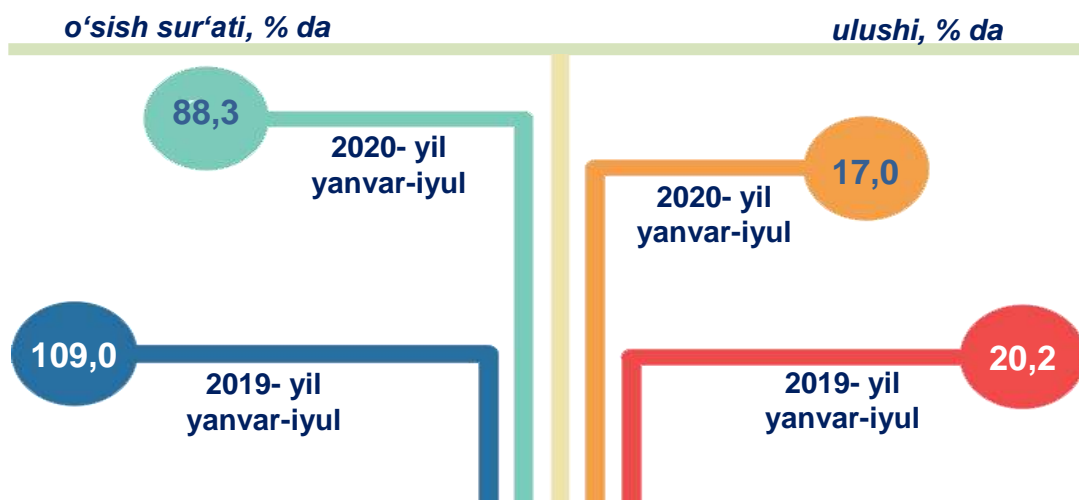 o‘sish sur‘ati, % da
ulushi, % da
88,3
2020- yil
yanvar-iyul
17,0
2020- yil
yanvar-iyul
109,0
2019- yil
yanvar-iyul
20,2
2019- yil
yanvar-iyul